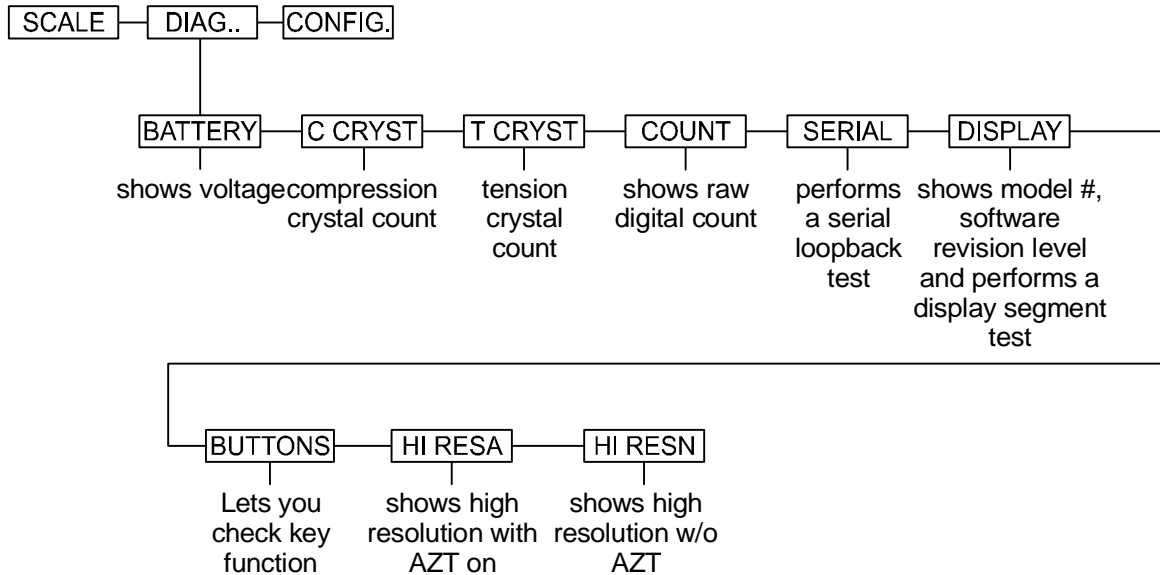 SCALE
DIAG..
CONFIG.
BATTERY
C CRYST
T CRYST
COUNT
SERIAL
DISPLAY
shows voltage
compression
crystal count
tension
crystal
count
shows raw
digital count
performs
a serial
loopback
test
shows model #,
software
revision level
and performs a
display segment
test
BUTTONS
HI RESA
HI RESN
Lets you
check key
function
shows high
resolution with
AZT on
shows high
resolution w/o
AZT